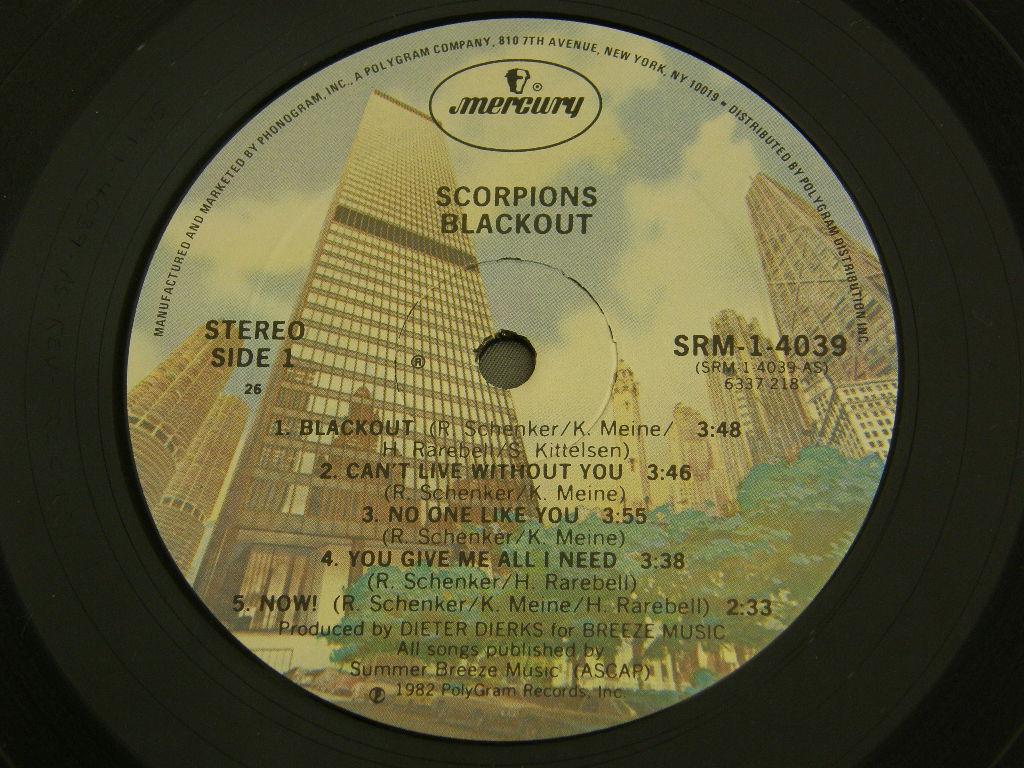 MANUFACTURED AND MARKETED BY PHONOGRAM, INC., A POLYGRAM COMPANY, 810 7TH AVENUE, NEW YORK, NY 10019 ▪ DISTRIBUTED BY POLYGRAM DISTRIBUTION INC.
mercury ®
SCORPIONS
BLACKOUT
STEREO
SIDE 1
26
℗
SRM-1-4039
(SRM-1-4039-AS)
6337 218
1. BLACKOUT (R. Schenker/K. Meine/ 3:48
H. Rarebell/S. Kittelsen)
2. CAN'T LIVE WITHOUT YOU 3:46
(R. Schenker/K. Meine)
3. NO ONE LIKE YOU 3:55
(R. Schenker/K. Meine)
4. YOU GIVE ME ALL I NEED 3:38
(R. Schenker/H. Rarebell)
5. NOW! (R. Schenker/K. Meine/H. Rarebell) 2:33
Produced by DIETER DIERKS for BREEZE MUSIC
All songs published by
Summer Breeze Music (ASCAP)
℗ 1982 PolyGram Records, Inc.